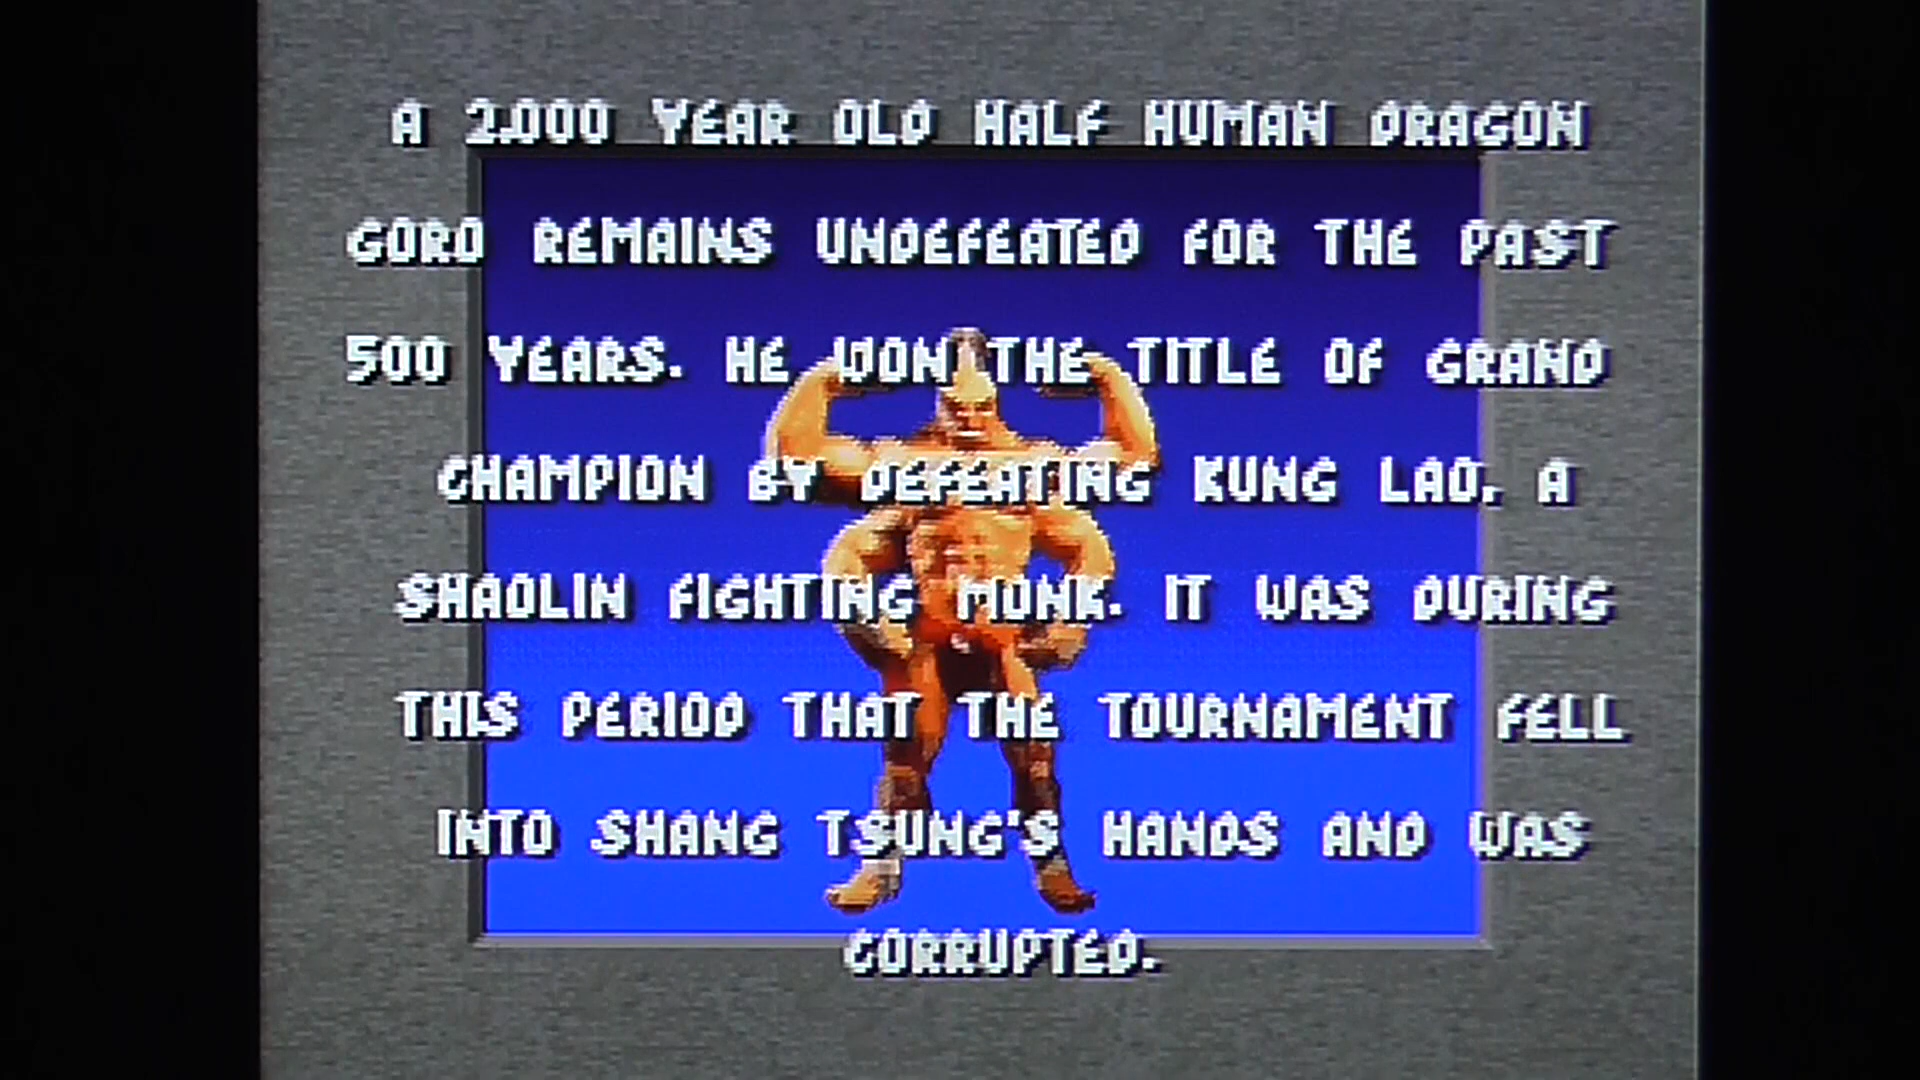 A 2,000 YEAR OLD HALF HUMAN DRAGON
GORO REMAINS UNDEFEATED FOR THE PAST
500 YEARS. HE WON THE TITLE OF GRAND
CHAMPION BY DEFEATING KUNG LAO, A
SHAOLIN FIGHTING MONK. IT WAS DURING
THIS PERIOD THAT THE TOURNAMENT FELL
INTO SHANG TSUNG'S HANDS AND WAS
CORRUPTED.